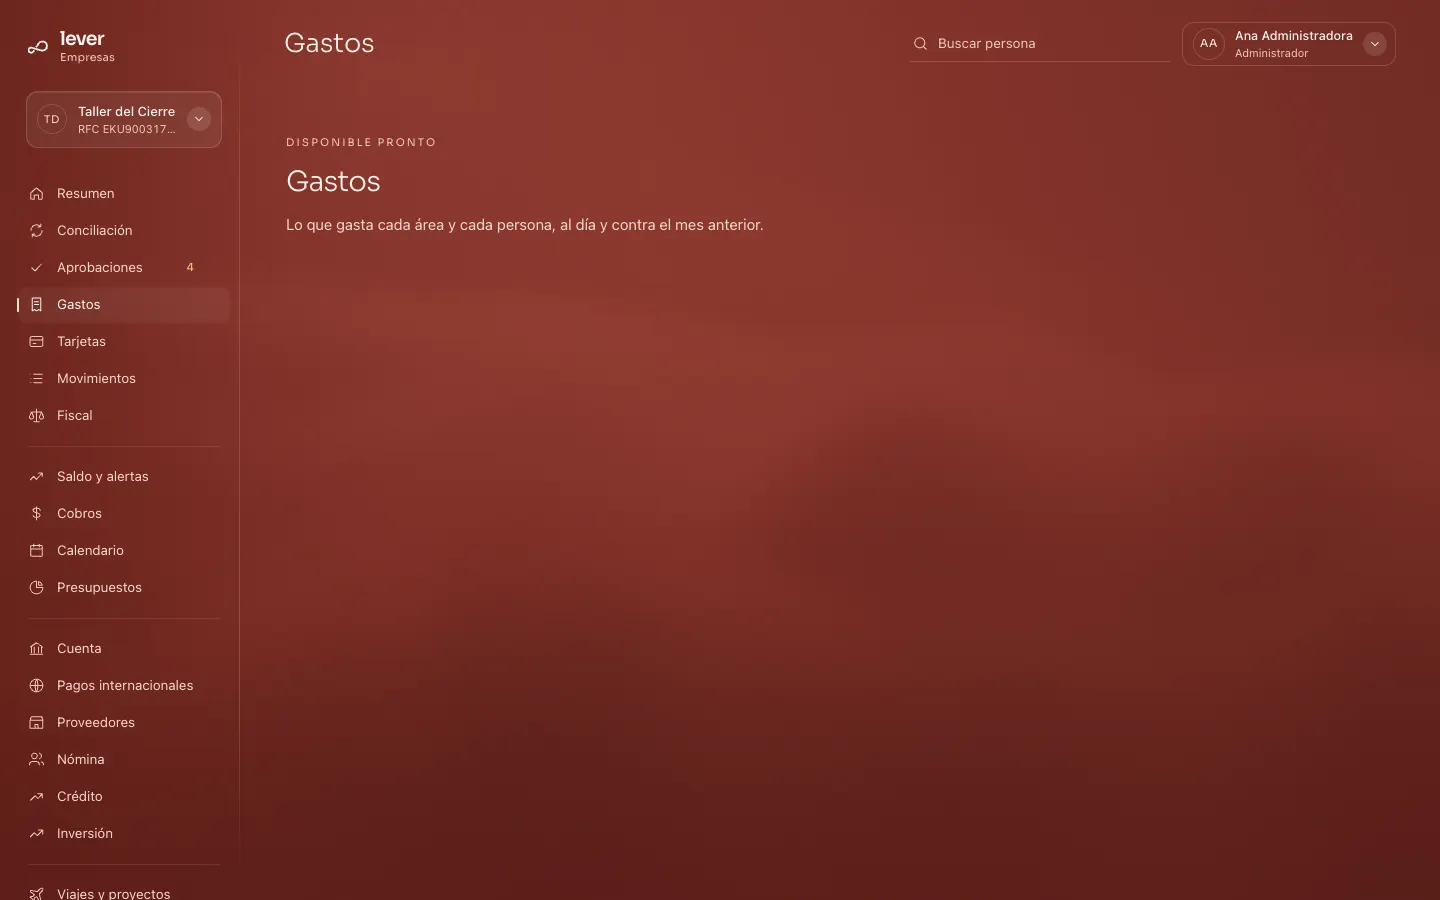 lever
Empresas
TD
Taller del Cierre
RFC EKU900317...
Resumen
Conciliación
Aprobaciones 4
Gastos
Tarjetas
Movimientos
Fiscal
Saldo y alertas
Cobros
Calendario
Presupuestos
Cuenta
Pagos internacionales
Proveedores
Nómina
Crédito
Inversión
Viajes y proyectos
Gastos
Buscar persona
AA
Ana Administradora
Administrador
DISPONIBLE PRONTO
Gastos
Lo que gasta cada área y cada persona, al día y contra el mes anterior.